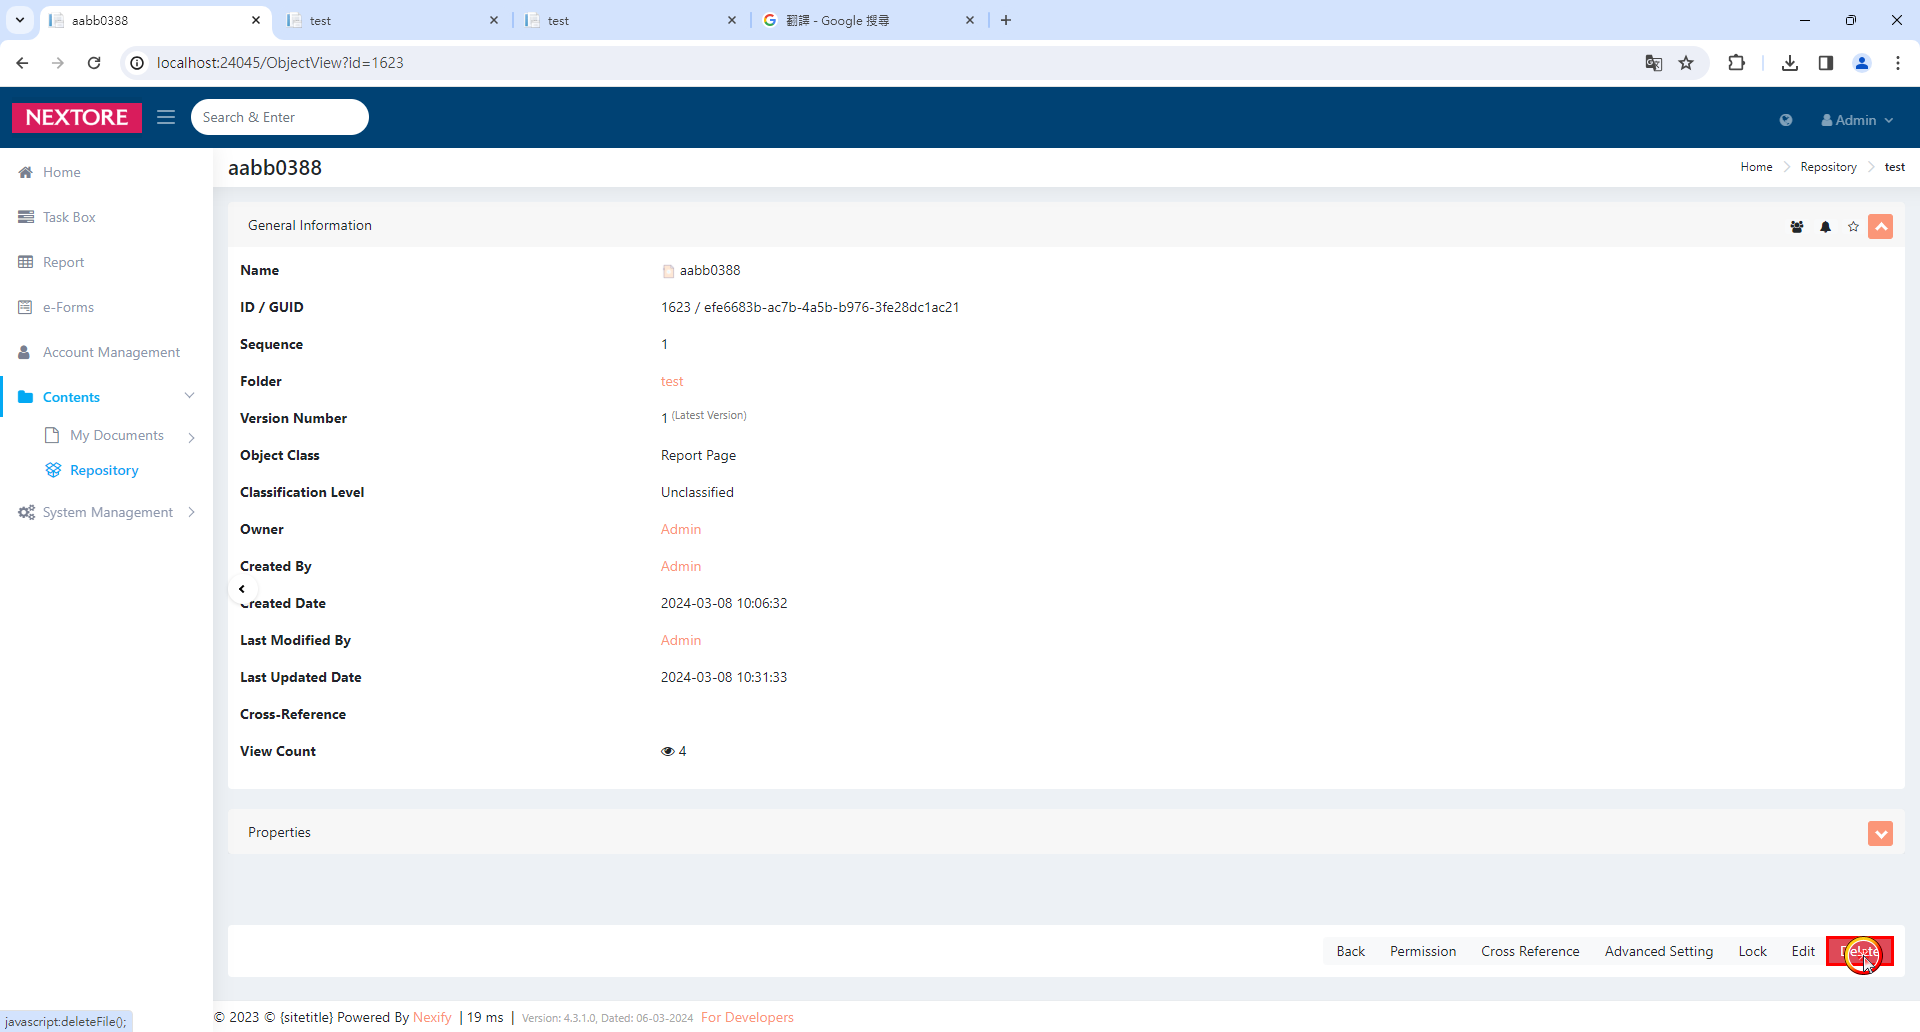 aabb0388
test
test
翻譯 - Google 搜尋
localhost:24045/ObjectView?id=1623
NEXTORE
Search & Enter
Admin
Home
Task Box
Report
e-Forms
Account Management
Contents
My Documents
Repository
System Management
aabb0388
Home
Repository
test
General Information
Name aabb0388
ID / GUID 1623 / efe6683b-ac7b-4a5b-b976-3fe28dc1ac21
Sequence 1
Folder test
Version Number 1 (Latest Version)
Object Class Report Page
Classification Level Unclassified
Owner Admin
Created By Admin
Created Date 2024-03-08 10:06:32
Last Modified By Admin
Last Updated Date 2024-03-08 10:31:33
Cross-Reference
View Count 4
Properties
Back Permission Cross Reference Advanced Setting Lock Edit Delete
© 2023 © {sitetitle} Powered By Nexify | 19 ms | Version: 4.3.1.0, Dated: 06-03-2024 For Developers
javascript:deleteFile();